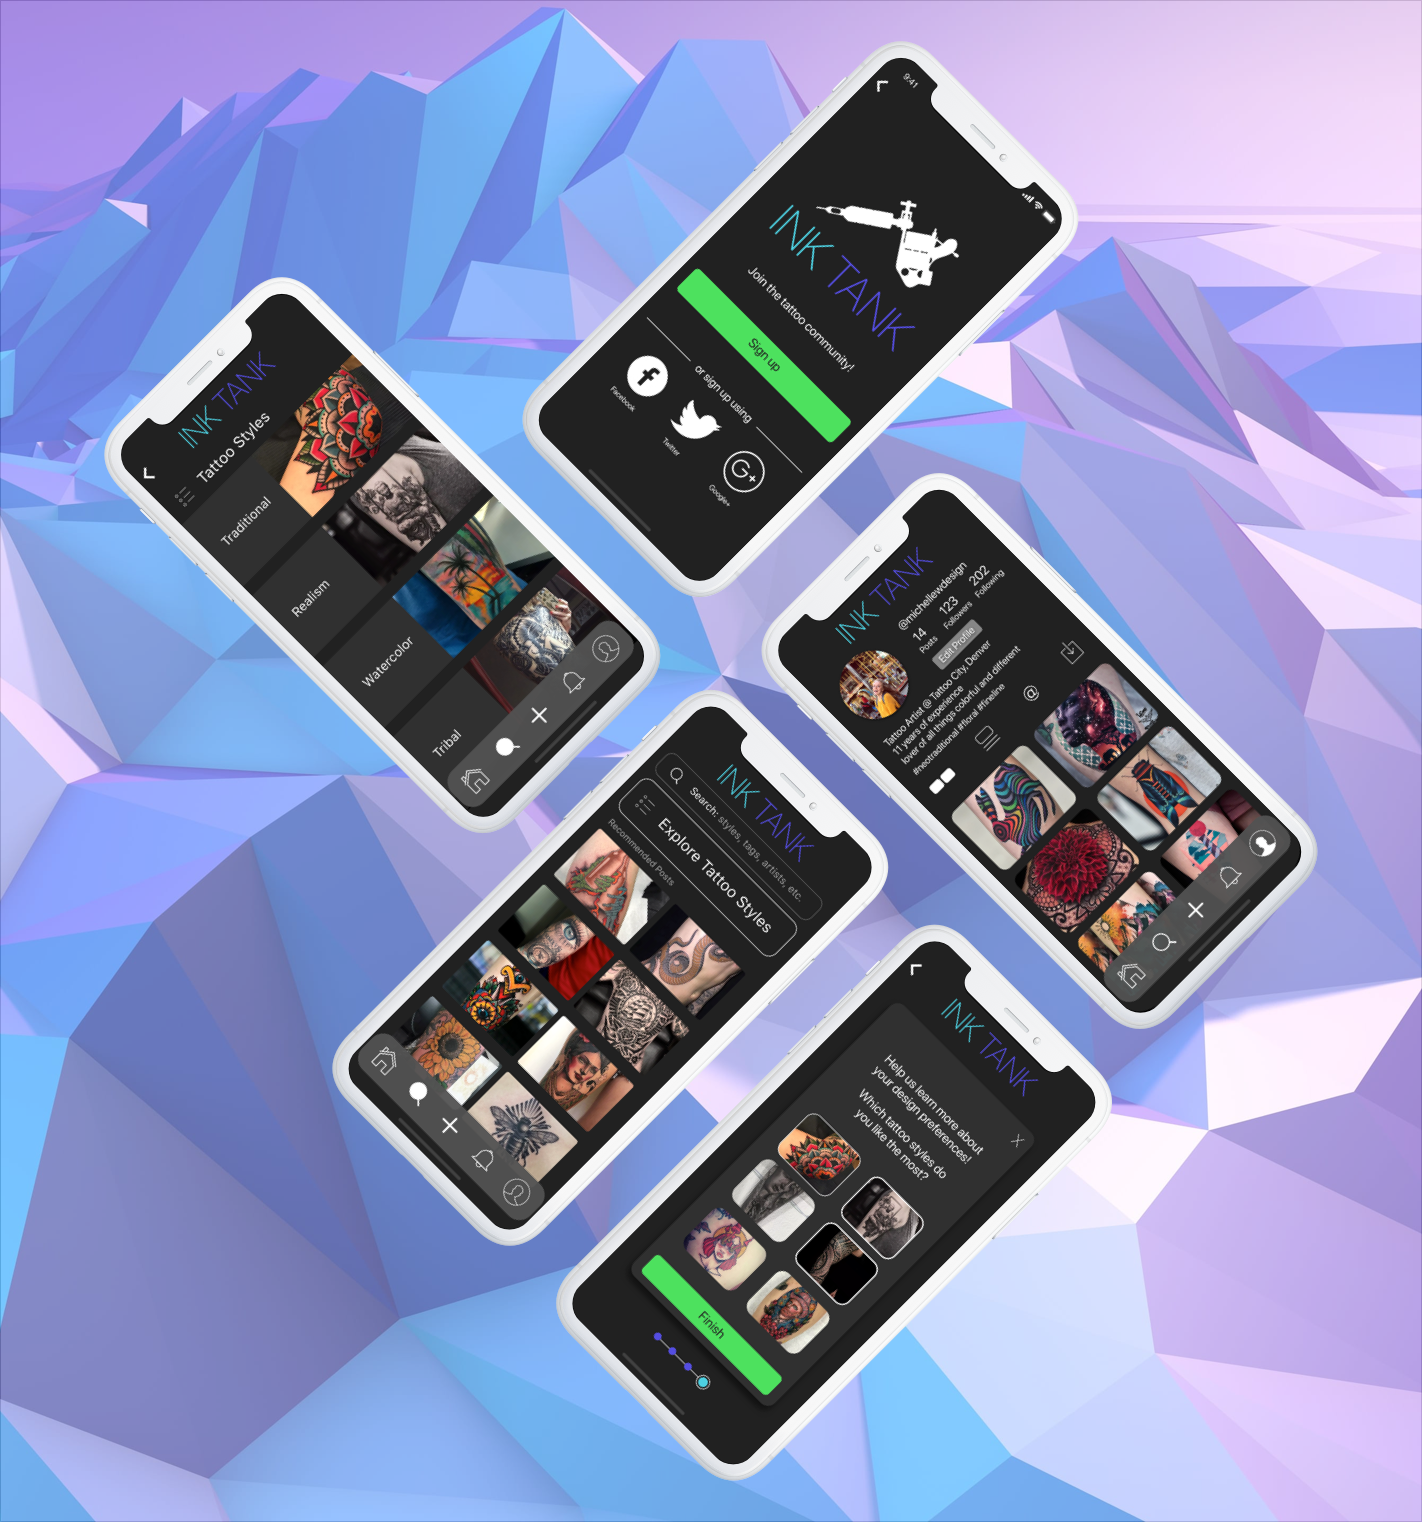 9:41
INK TANK
Join the tattoo community!
Sign up
or sign up using
Facebook
Twitter
Google+
INK TANK
Tattoo Styles
Traditional
Realism
Watercolor
Tribal
INK TANK
@michellewdesign
14
Posts
123
Followers
202
Following
Edit Profile
Tattoo Artist @ Tattoo City, Denver
11 years of experience
lover of all things colorful and different
#neotraditional #floral #fineline
INK TANK
Search: styles, tags, artists, etc.
Explore Tattoo Styles
Recommended Posts
INK TANK
Help us learn more about
your design preferences!
Which tattoo styles do
you like the most?
Finish